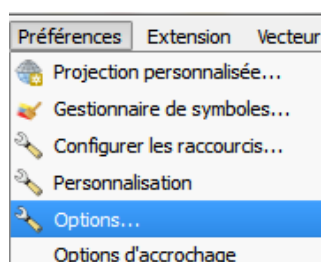 Préférences Extension Vecteur
Projection personnalisée...
Gestionnaire de symboles...
Configurer les raccourcis...
Personnalisation
Options...
Options d'accrochage